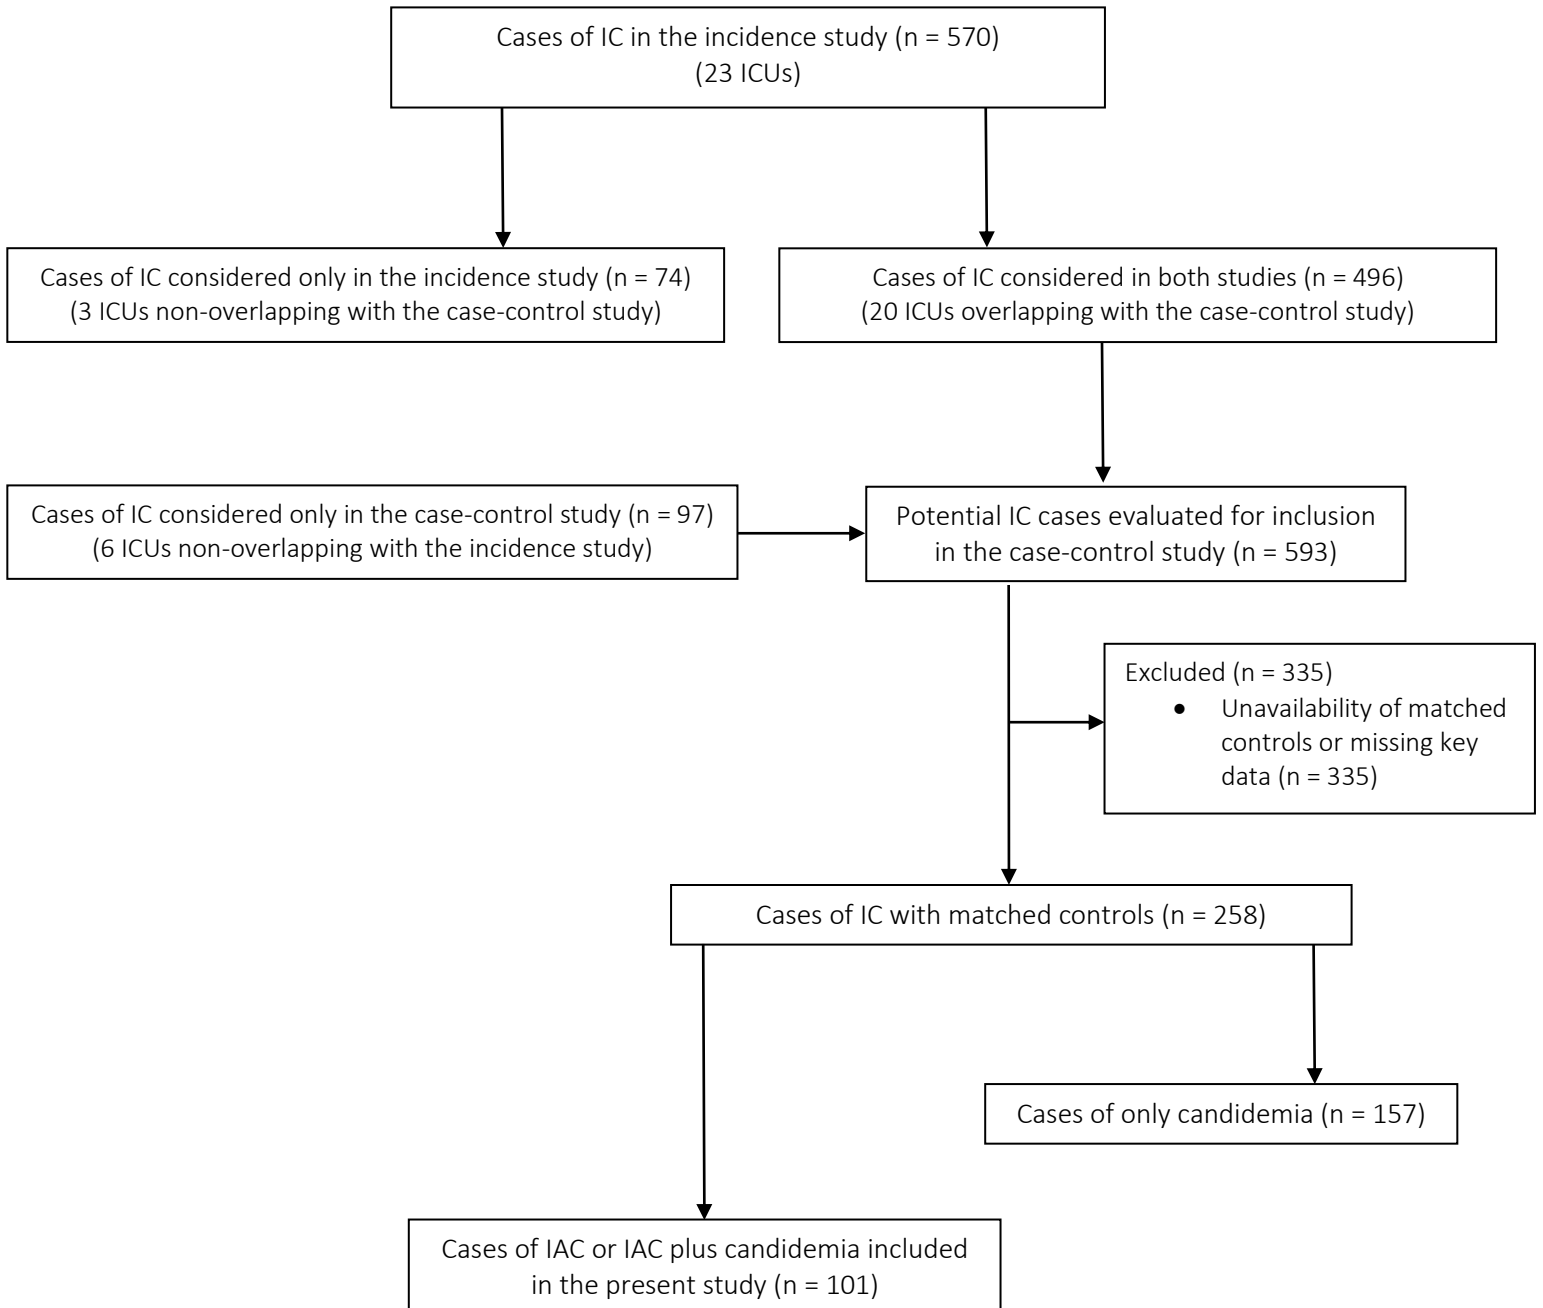 Cases of IC in the incidence study (n = 570)
(23 ICUs)
Cases of IC considered only in the incidence study (n = 74)
(3 ICUs non-overlapping with the case-control study)
Cases of IC considered in both studies (n = 496)
(20 ICUs overlapping with the case-control study)
Cases of IC considered only in the case-control study (n = 97)
(6 ICUs non-overlapping with the incidence study)
Potential IC cases evaluated for inclusion
in the case-control study (n = 593)
Excluded (n = 335)
• Unavailability of matched
controls or missing key
data (n = 335)
Cases of IC with matched controls (n = 258)
Cases of only candidemia (n = 157)
Cases of IAC or IAC plus candidemia included
in the present study (n = 101)